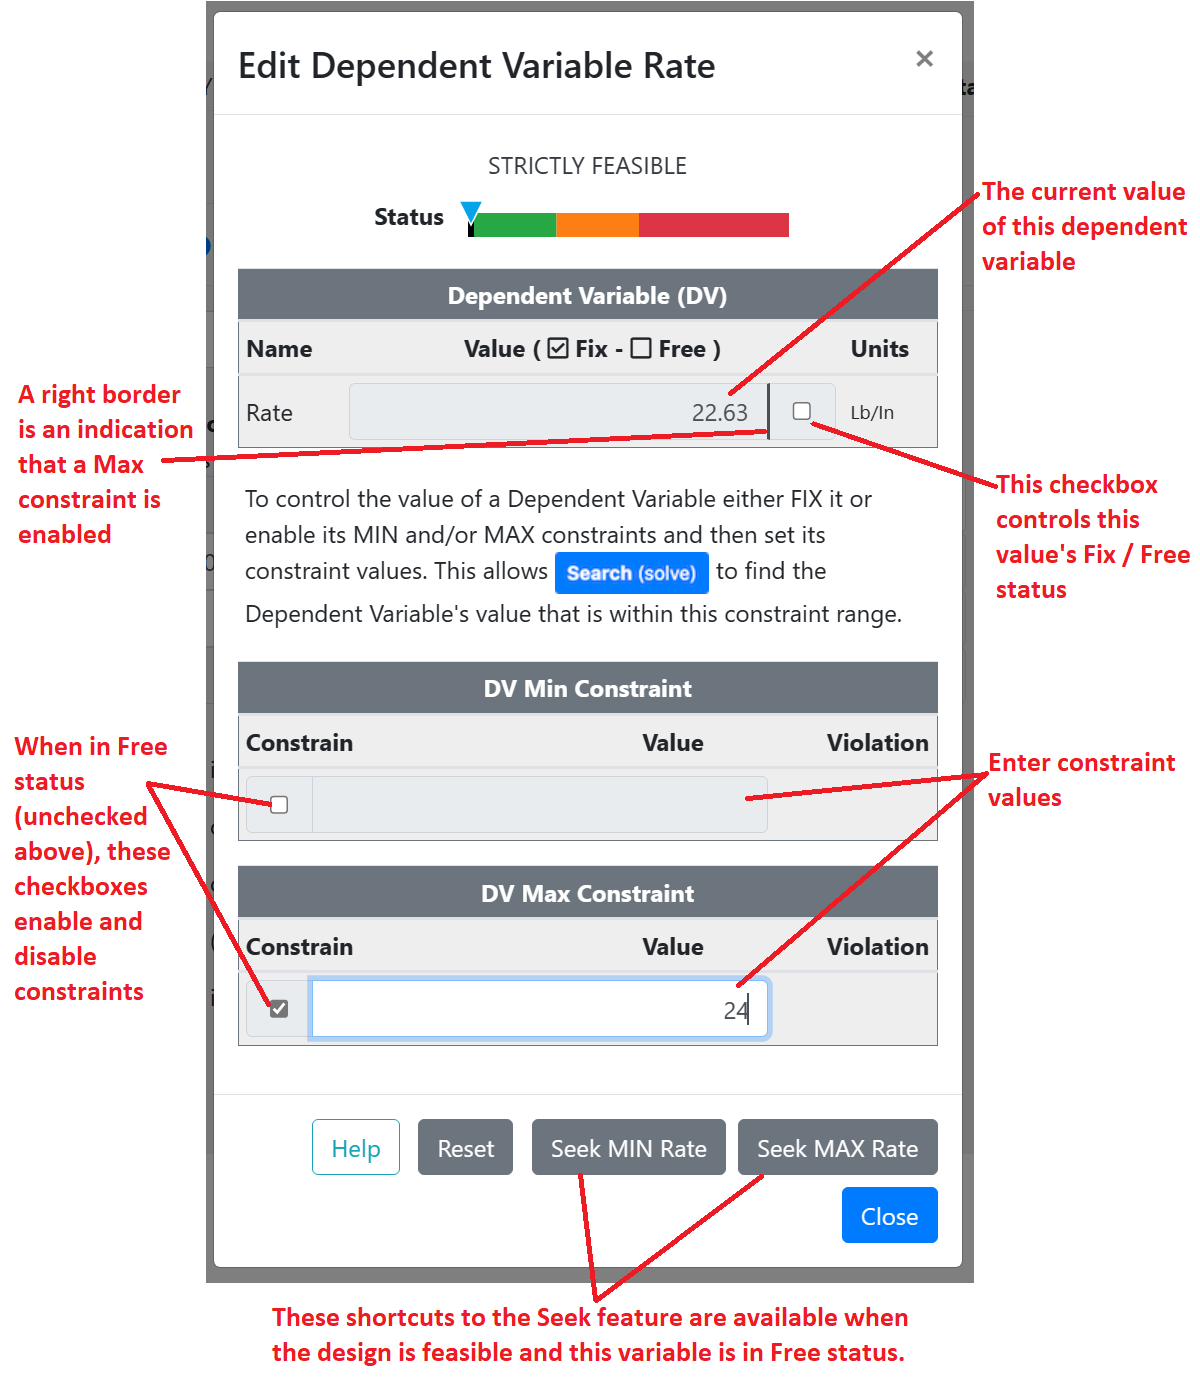 Edit Dependent Variable Rate
×
STRICTLY FEASIBLE
Status
Dependent Variable (DV)
Name Value ( Fix - Free ) Units
Rate 22.63 Lb/In
To control the value of a Dependent Variable either FIX it or
enable its MIN and/or MAX constraints and then set its
constraint values. This allows Search (solve) to find the
Dependent Variable's value that is within this constraint range.
DV Min Constraint
Constrain Value Violation
DV Max Constraint
Constrain Value Violation
24
Help Reset Seek MIN Rate Seek MAX Rate
Close
The current value
of this dependent
variable
A right border
is an indication
that a Max
constraint is
enabled
This checkbox
controls this
value's Fix / Free
status
When in Free
status
(unchecked
above), these
checkboxes
enable and
disable
constraints
Enter constraint
values
These shortcuts to the Seek feature are available when
the design is feasible and this variable is in Free status.